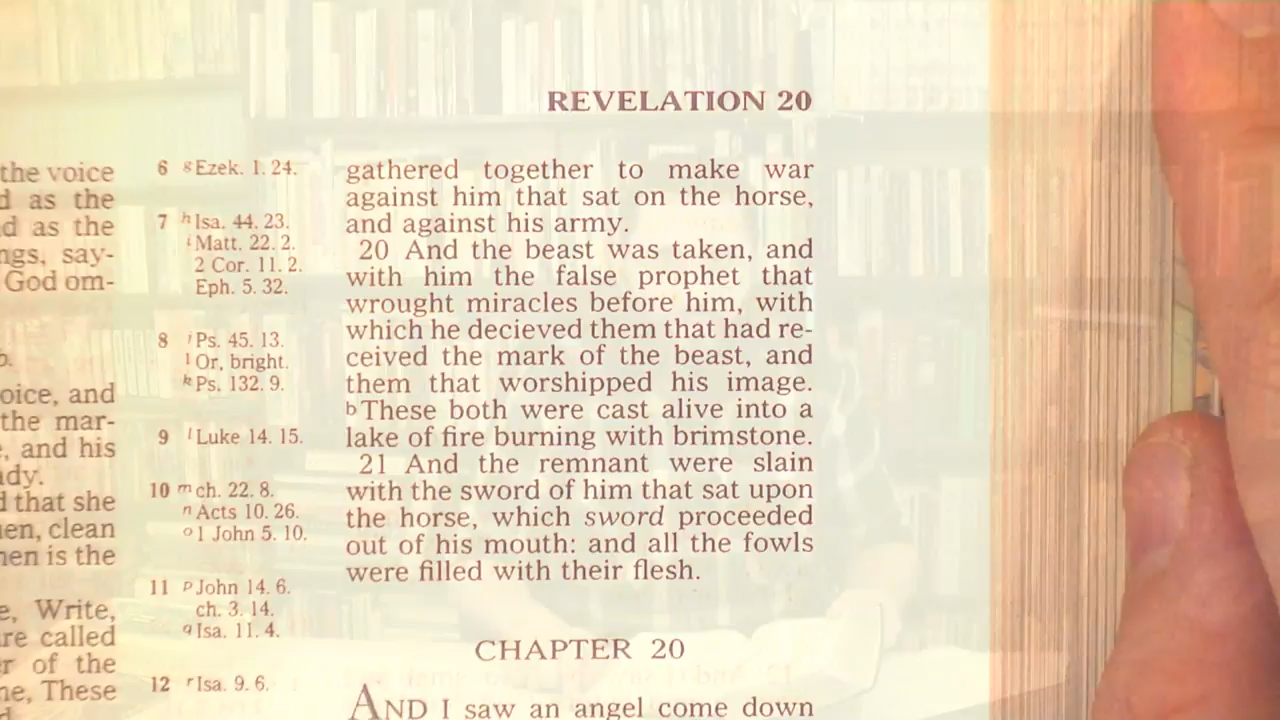 REVELATION 20
the voice
d as the
d as the
ngs, say-
God om-
b.
oice, and
the mar-
, and his
dy.
d that she
en, clean
en is the
e, Write,
re called
r of the
ne, These
6 g Ezek. 1. 24.
7 h Isa. 44. 23.
i Matt. 22. 2.
2 Cor. 11. 2.
Eph. 5. 32.
8 j Ps. 45. 13.
1 Or, bright.
k Ps. 132. 9.
9 l Luke 14. 15.
10 m ch. 22. 8.
n Acts 10. 26.
o 1 John 5. 10.
11 p John 14. 6.
ch. 3. 14.
q Isa. 11. 4.
12 r Isa. 9. 6.
gathered together to make war
against him that sat on the horse,
and against his army.
20 And the beast was taken, and
with him the false prophet that
wrought miracles before him, with
which he decieved them that had re-
ceived the mark of the beast, and
them that worshipped his image.
b These both were cast alive into a
lake of fire burning with brimstone.
21 And the remnant were slain
with the sword of him that sat upon
the horse, which sword proceeded
out of his mouth: and all the fowls
were filled with their flesh.
CHAPTER 20
AND I saw an angel come down